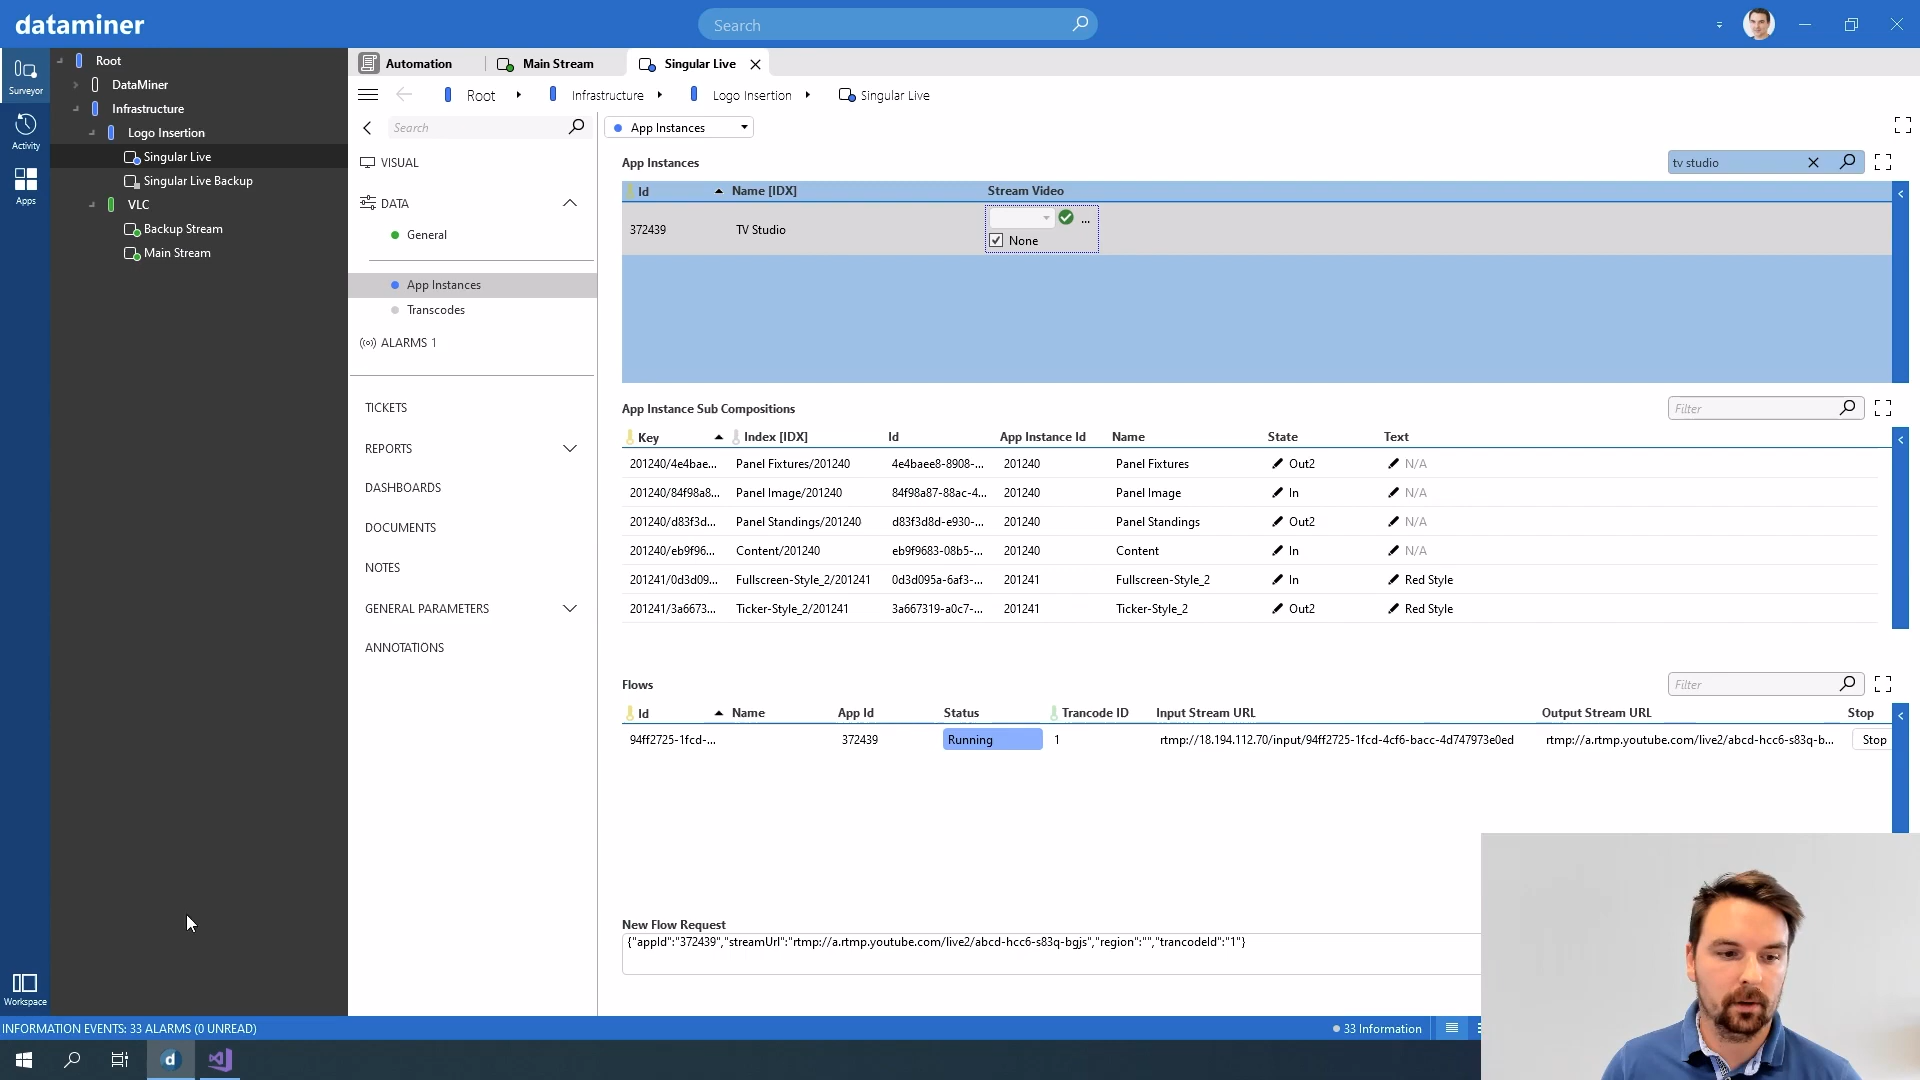 dataminer
Search
Surveyor
Activity
Apps
Workspace
Root
DataMiner
Infrastructure
Logo Insertion
Singular Live
Singular Live Backup
VLC
Backup Stream
Main Stream
Automation
Main Stream
Singular Live
Root
Infrastructure
Logo Insertion
Singular Live
Search
VISUAL
DATA
General
App Instances
Transcodes
ALARMS 1
TICKETS
REPORTS
DASHBOARDS
DOCUMENTS
NOTES
GENERAL PARAMETERS
ANNOTATIONS
App Instances
App Instances
tv studio
Id Name [IDX] Stream Video
372439 TV Studio ...
None
App Instance Sub Compositions
Filter
Key Index [IDX] Id App Instance Id Name State Text
201240/4e4bae... Panel Fixtures/201240 4e4baee8-8908-... 201240 Panel Fixtures Out2 N/A
201240/84f98a8... Panel Image/201240 84f98a87-88ac-4... 201240 Panel Image In N/A
201240/d83f3d... Panel Standings/201240 d83f3d8d-e930-... 201240 Panel Standings Out2 N/A
201240/eb9f96... Content/201240 eb9f9683-08b5-... 201240 Content In N/A
201241/0d3d09... Fullscreen-Style_2/201241 0d3d095a-6af3-... 201241 Fullscreen-Style_2 In Red Style
201241/3a6673... Ticker-Style_2/201241 3a667319-a0c7-... 201241 Ticker-Style_2 Out2 Red Style
Flows
Filter
Id Name App Id Status Trancode ID Input Stream URL Output Stream URL Stop
94ff2725-1fcd-... 372439 Running 1 rtmp://18.194.112.70/input/94ff2725-1fcd-4cf6-bacc-4d747973e0ed rtmp://a.rtmp.youtube.com/live2/abcd-hcc6-s83q-b... Stop
New Flow Request
{"appId":"372439","streamUrl":"rtmp://a.rtmp.youtube.com/live2/abcd-hcc6-s83q-bgjs","region":"","trancodeId":"1"}
INFORMATION EVENTS: 33 ALARMS (0 UNREAD)
33 Information
d